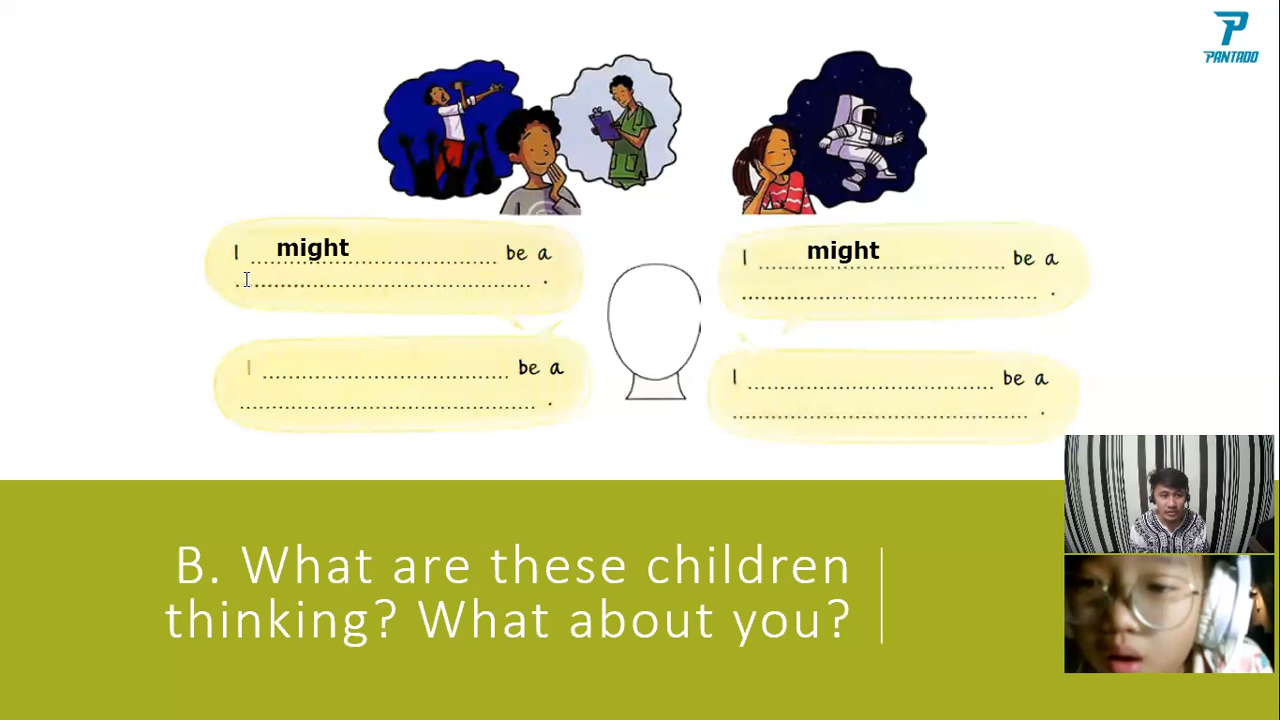 PANTADO
I might be a
.
I might be a
.
I be a
.
I be a
.
B. What are these children
thinking? What about you?